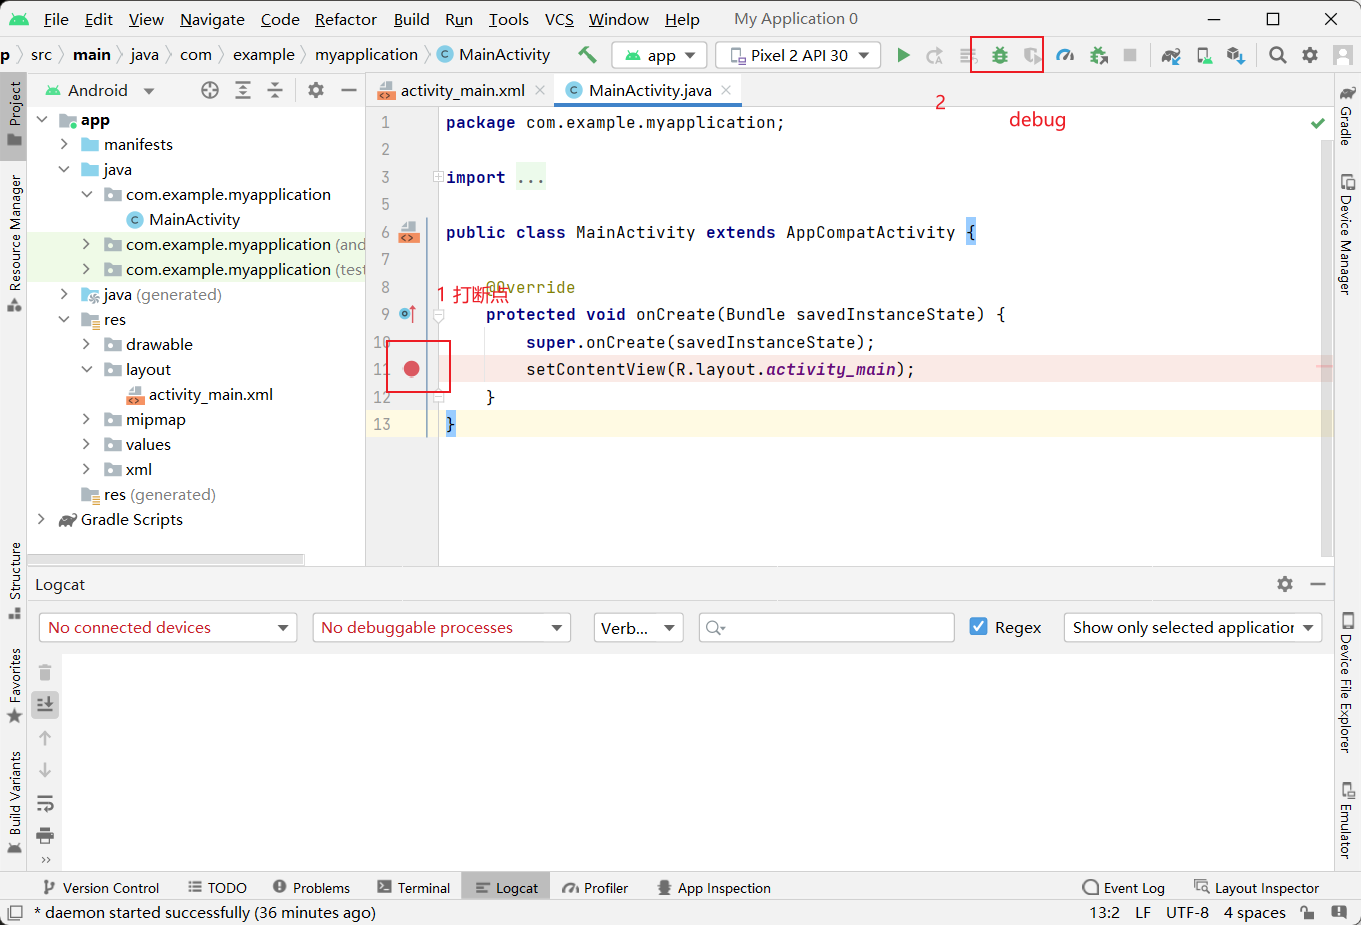 File Edit View Navigate Code Refactor Build Run Tools VCS Window Help My Application 0
p src main java com example myapplication MainActivity app Pixel 2 API 30
Android
activity_main.xml MainActivity.java
2
debug
app
manifests
java
com.example.myapplication
MainActivity
com.example.myapplication (and
com.example.myapplication (test
java (generated)
res
drawable
layout
activity_main.xml
mipmap
values
xml
res (generated)
Gradle Scripts
1 package com.example.myapplication;
2
3 import ...
5
6 public class MainActivity extends AppCompatActivity {
7
8 @Override
1 打断点
9 protected void onCreate(Bundle savedInstanceState) {
10 super.onCreate(savedInstanceState);
11 setContentView(R.layout.activity_main);
12 }
13 }
Project
Resource Manager
Structure
Favorites
Build Variants
Gradle
Device Manager
Device File Explorer
Emulator
Logcat
No connected devices No debuggable processes Verb... Regex Show only selected application
Version Control TODO Problems Terminal Logcat Profiler App Inspection Event Log Layout Inspector
* daemon started successfully (36 minutes ago) 13:2 LF UTF-8 4 spaces